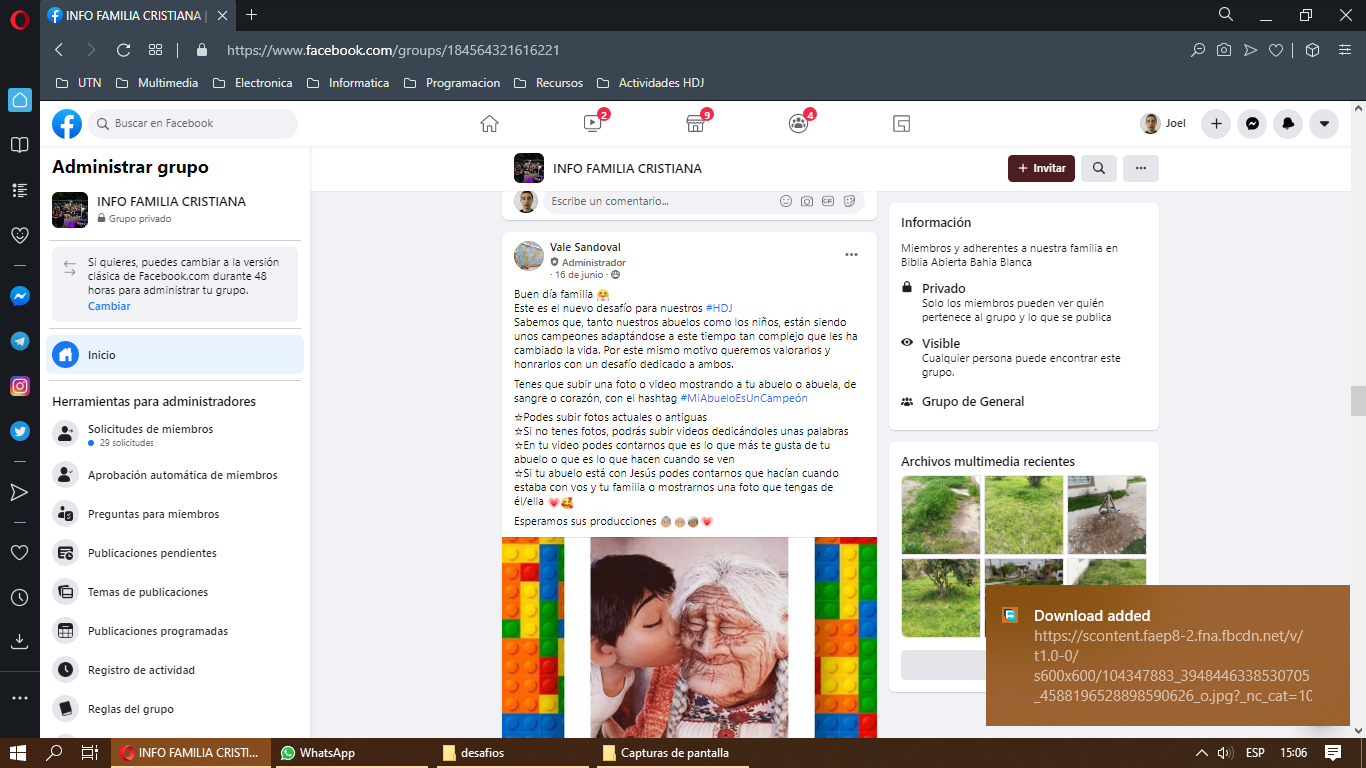 INFO FAMILIA CRISTIANA |
https://www.facebook.com/groups/184564321616221
UTN
Multimedia
Electronica
Informatica
Programacion
Recursos
Actividades HDJ
Buscar en Facebook
2
9
4
Joel
Administrar grupo
INFO FAMILIA CRISTIANA
Grupo privado
Si quieres, puedes cambiar a la versión
clásica de Facebook.com durante 48
horas para administrar tu grupo.
Cambiar
Inicio
Herramientas para administradores
Solicitudes de miembros
29 solicitudes
Aprobación automática de miembros
Preguntas para miembros
Publicaciones pendientes
Temas de publicaciones
Publicaciones programadas
Registro de actividad
Reglas del grupo
INFO FAMILIA CRISTIANA
+ Invitar
Escribe un comentario...
GIF
Vale Sandoval
Administrador
· 16 de junio ·
Buen día familia 🤗
Este es el nuevo desafío para nuestros #HDJ
Sabemos que, tanto nuestros abuelos como los niños, están siendo
unos campeones adaptándose a este tiempo tan complejo que les ha
cambiado la vida. Por este mismo motivo queremos valorarlos y
honrarlos con un desafío dedicado a ambos.
Tenes que subir una foto o video mostrando a tu abuelo o abuela, de
sangre o corazón, con el hashtag #MiAbueloEsUnCampeón
☆Podes subir fotos actuales o antiguas
☆Si no tenes fotos, podrás subir videos dedicándoles unas palabras
☆En tu video podes contarnos que es lo que más te gusta de tu
abuelo o que es lo que hacen cuando se ven
☆Si tu abuelo está con Jesús podes contarnos que hacían cuando
estaba con vos y tu familia o mostrarnos una foto que tengas de
él/ella 💗🥰
Esperamos sus producciones 👵🏼👴🏼👵🏽💗
Información
Miembros y adherentes a nuestra familia en
Biblia Abierta Bahia Blanca
Privado
Solo los miembros pueden ver quién
pertenece al grupo y lo que se publica
Visible
Cualquier persona puede encontrar este
grupo.
Grupo de General
Archivos multimedia recientes
Download added
https://scontent.faep8-2.fna.fbcdn.net/v/
t1.0-0/
s600x600/104347883_3948446338530705
_4588196528898590626_o.jpg?_nc_cat=10
INFO FAMILIA CRISTI...
WhatsApp
desafios
Capturas de pantalla
ESP
15:06